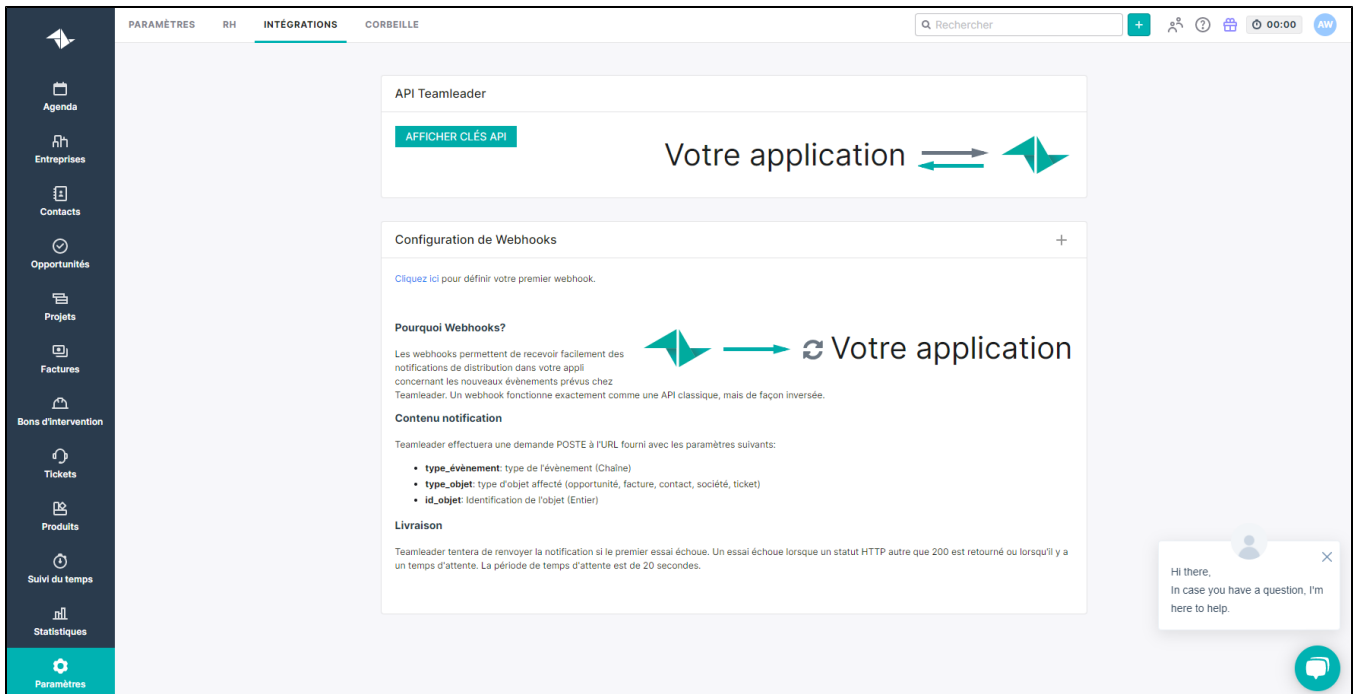 PARAMÈTRES RH INTÉGRATIONS CORBEILLE Rechercher + 00:00 AW
Agenda
Entreprises
Contacts
Opportunités
Projets
Factures
Bons d'intervention
Tickets
Produits
Suivi du temps
Statistiques
Paramètres
API Teamleader
AFFICHER CLÉS API
Votre application
Configuration de Webhooks
Cliquez ici pour définir votre premier webhook.
Pourquoi Webhooks?
Les webhooks permettent de recevoir facilement des
notifications de distribution dans votre appli
concernant les nouveaux évènements prévus chez
Teamleader. Un webhook fonctionne exactement comme une API classique, mais de façon inversée.
Votre application
Contenu notification
Teamleader effectuera une demande POSTE à l'URL fourni avec les paramètres suivants:
• type_évènement: type de l'évènement (Chaîne)
• type_objet: type d'objet affecté (opportunité, facture, contact, société, ticket)
• id_objet: Identification de l'objet (Entier)
Livraison
Teamleader tentera de renvoyer la notification si le premier essai échoue. Un essai échoue lorsque un statut HTTP autre que 200 est retourné ou lorsqu'il y a
un temps d'attente. La période de temps d'attente est de 20 secondes.
Hi there,
In case you have a question, I'm
here to help.